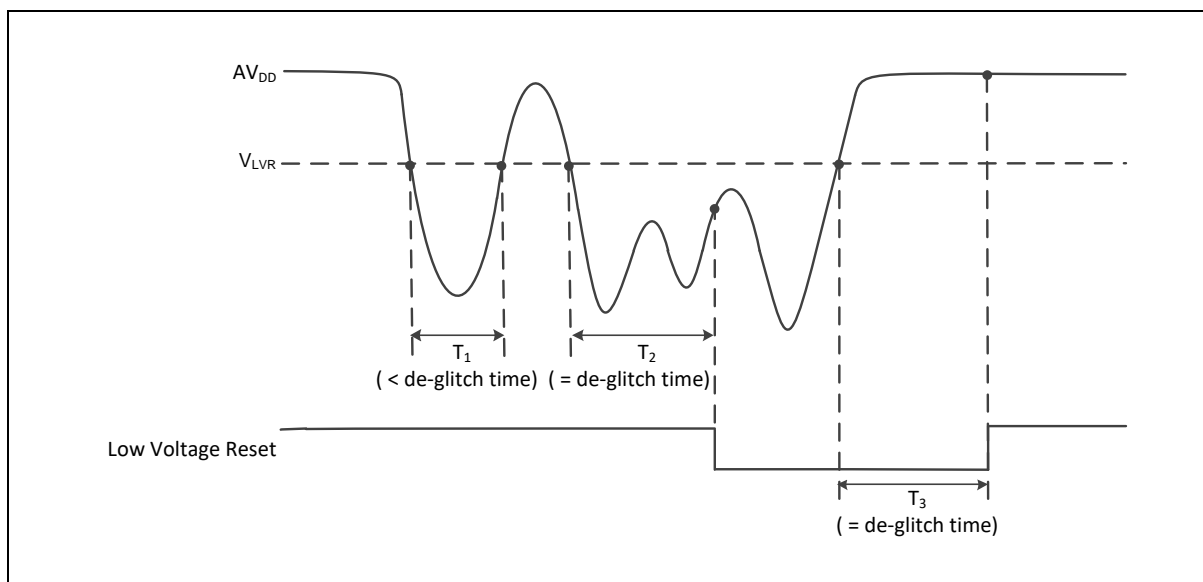 AVDD
VLVR
T1
( < de-glitch time)
T2
( = de-glitch time)
Low Voltage Reset
T3
( = de-glitch time)